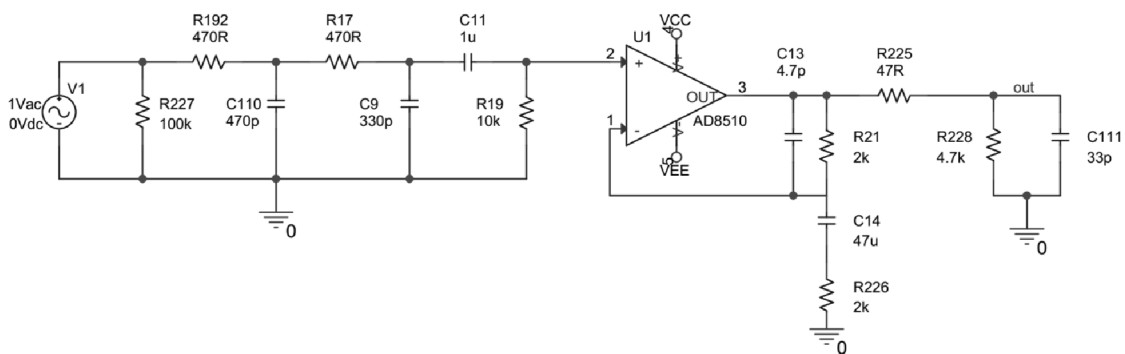 R192
470R
R17
470R
C11
1u
U1
VCC
4
V+
C13
4.7p
R225
47R
V1
1Vac
0Vdc
R227
100k
C110
470p
C9
330p
R19
10k
2
+
OUT
3
AD8510
1
-
V-
5
VEE
R21
2k
out
R228
4.7k
C111
33p
0
C14
47u
0
R226
2k
0